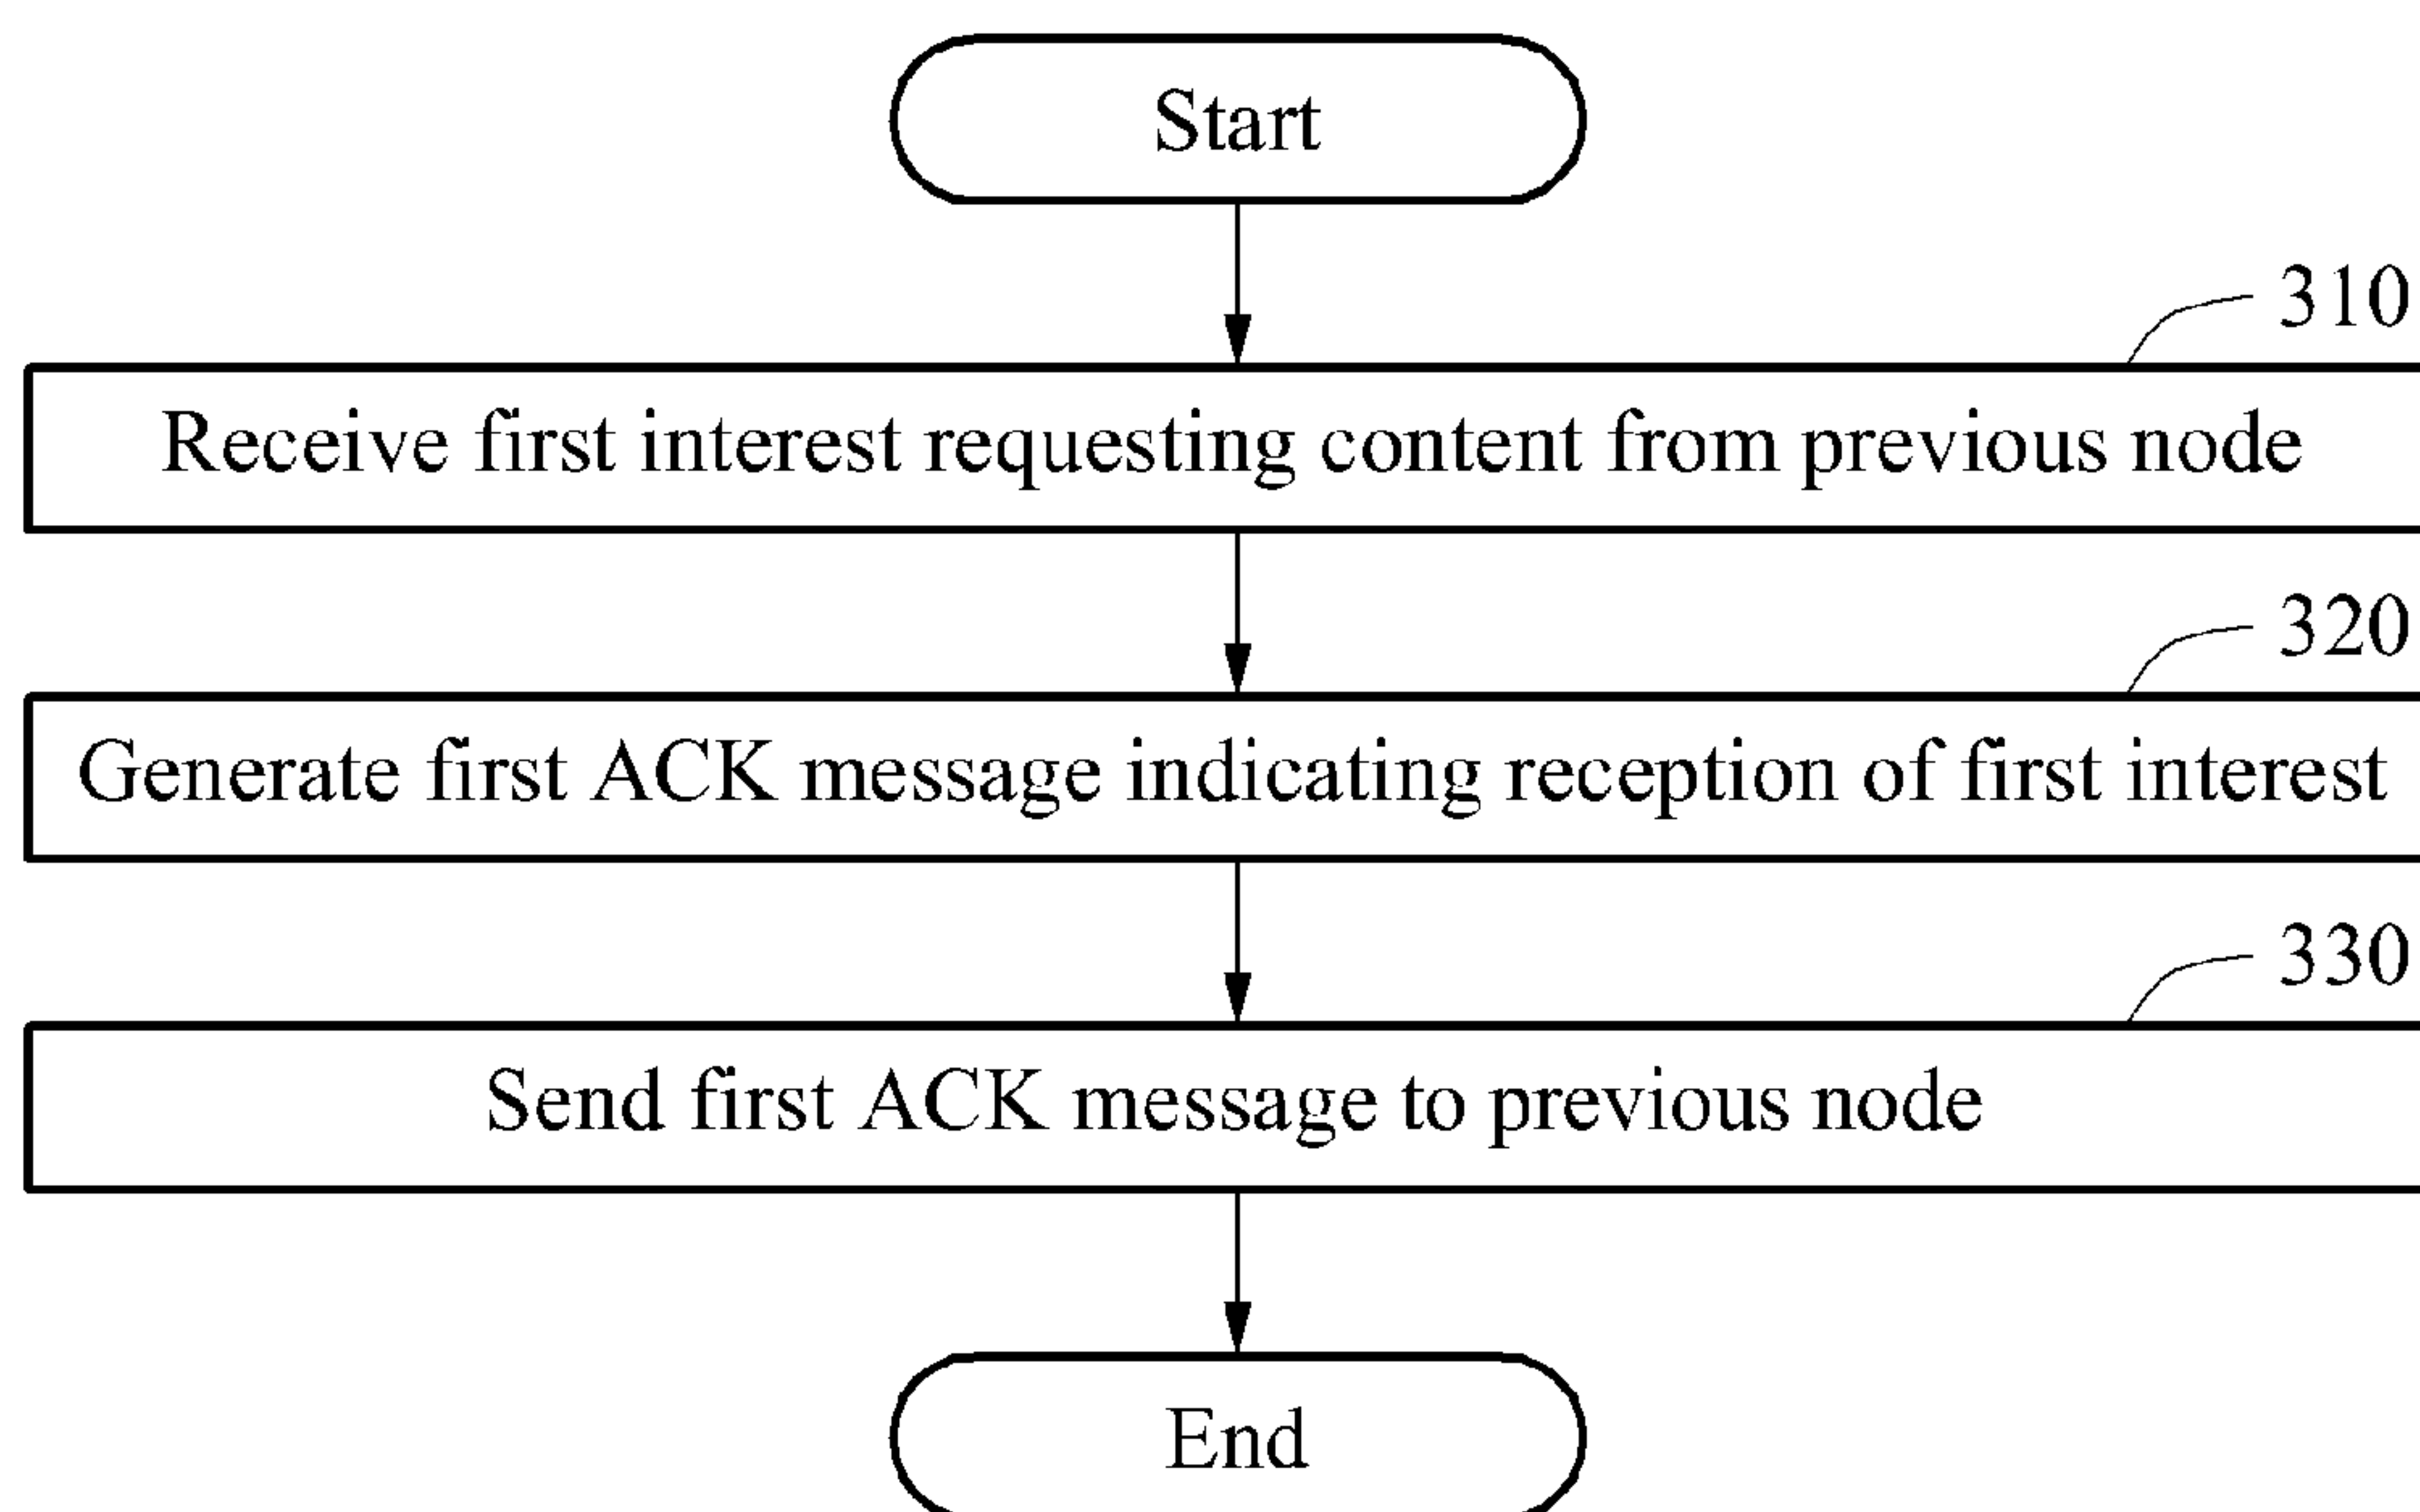 Start
310
Receive first interest requesting content from previous node
320
Generate first ACK message indicating reception of first interest
330
Send first ACK message to previous node
End